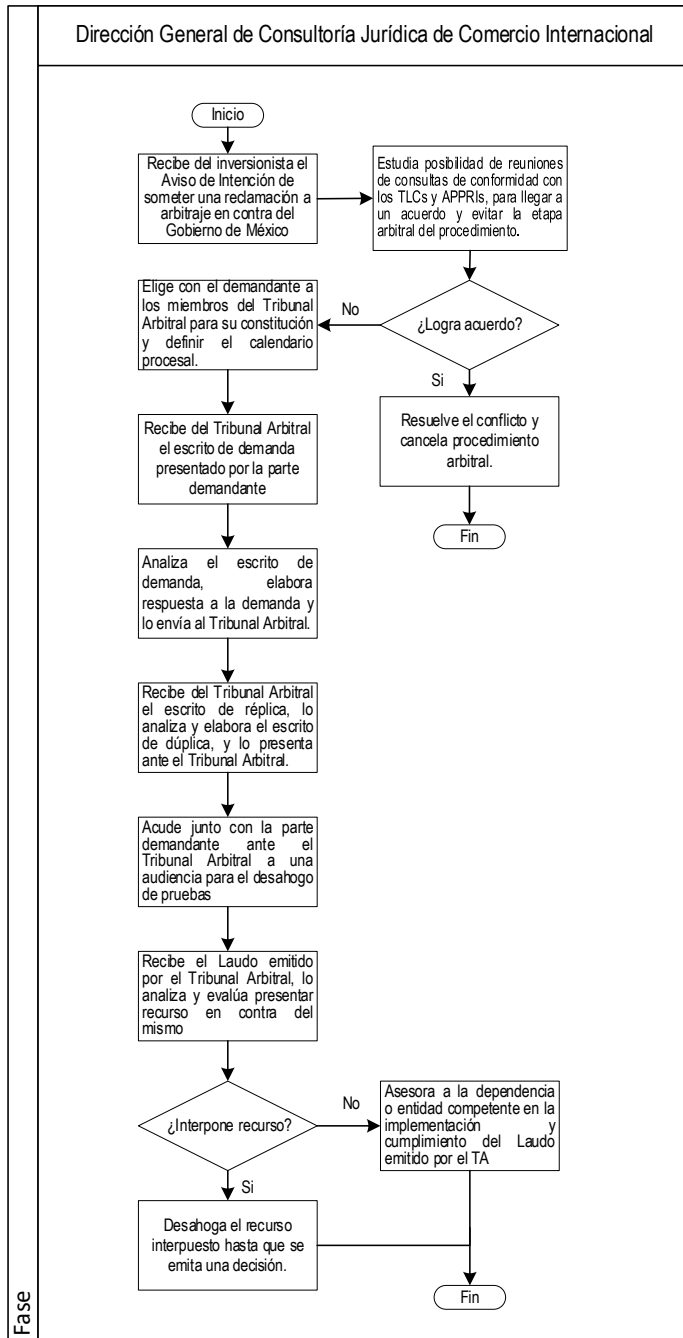 Dirección General de Consultoría Jurídica de Comercio Internacional
Inicio
Recibe del inversionista el
Aviso de Intención de
someter una reclamación a
arbitraje en contra del
Gobierno de México
Estudia posibilidad de reuniones
de consultas de conformidad con
los TLCs y APPRIs, para llegar a
un acuerdo y evitar la etapa
arbitral del procedimiento.
¿Logra acuerdo?
No
Elige con el demandante a
los miembros del Tribunal
Arbitral para su constitución
y definir el calendario
procesal.
Si
Resuelve el conflicto y
cancela procedimiento
arbitral.
Fin
Recibe del Tribunal Arbitral
el escrito de demanda
presentado por la parte
demandante
Analiza el escrito de
demanda, elabora
respuesta a la demanda y
lo envía al Tribunal Arbitral.
Recibe del Tribunal Arbitral
el escrito de réplica, lo
analiza y elabora el escrito
de dúplica, y lo presenta
ante el Tribunal Arbitral.
Acude junto con la parte
demandante ante el
Tribunal Arbitral a una
audiencia para el desahogo
de pruebas
Recibe el Laudo emitido
por el Tribunal Arbitral, lo
analiza y evalúa presentar
recurso en contra del
mismo
¿Interpone recurso?
No
Asesora a la dependencia
o entidad competente en la
implementación y
cumplimiento del Laudo
emitido por el TA
Si
Desahoga el recurso
interpuesto hasta que se
emita una decisión.
Fin
Fase